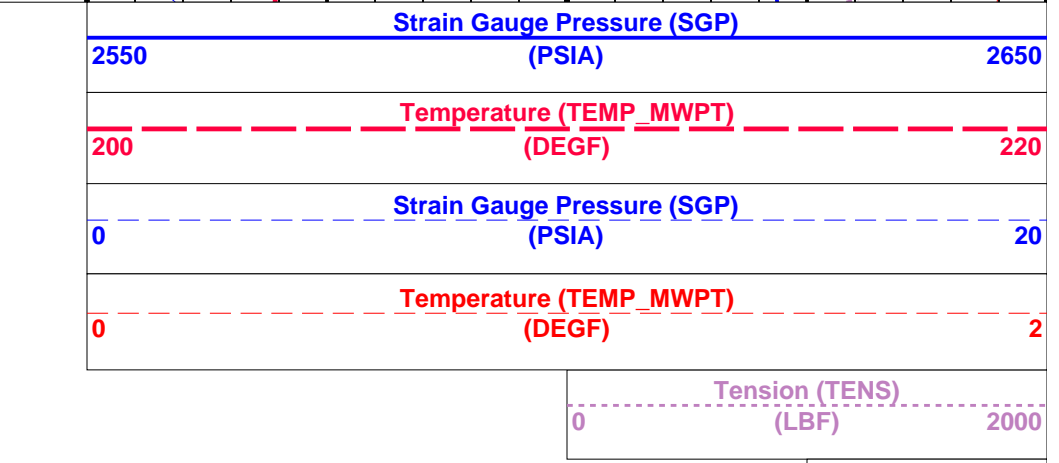 Strain Gauge Pressure (SGP)
2550 (PSIA) 2650
Temperature (TEMP_MWPT)
200 (DEGF) 220
Strain Gauge Pressure (SGP)
0 (PSIA) 20
Temperature (TEMP_MWPT)
0 (DEGF) 2
Tension (TENS)
0 (LBF) 2000